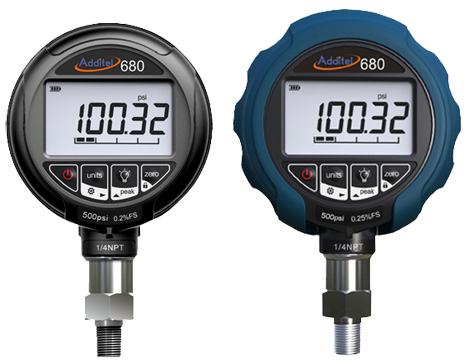 Additel 680
psi
100.32
units
zero
peak
500psi 0.2%FS
1/4NPT
Additel 680
psi
100.32
units
zero
peak
500psi 0.25%FS
1/4NPT